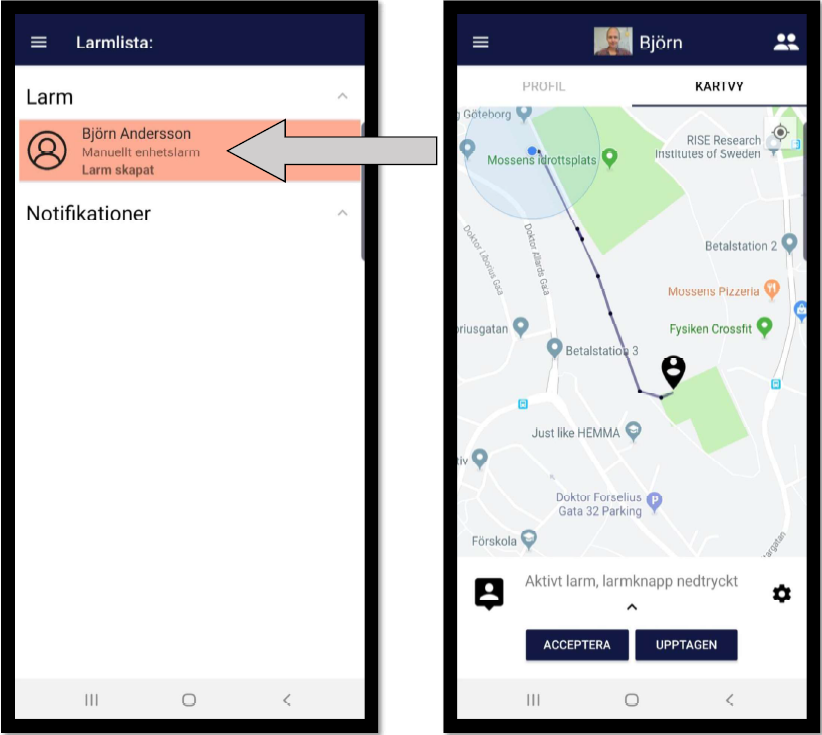 Larmlista:
Larm
Björn Andersson
Manuellt enhetslarm
Larm skapat
Notifikationer
Björn
PROFIL
KARTVY
Göteborg
Mossens idrottsplats
RISE Research
Institutes of Sweden
Doktor Liborius Gata
Doktor Allards Gata
Betalstation 2
Mossens Pizzeria
riusgatan
Fysiken Crossfit
Betalstation 3
Just like HEMMA
tiv
Doktor Forselius
Gata 32 Parking
Förskola
Aktivt larm, larmknapp nedtryckt
ACCEPTERA
UPPTAGEN